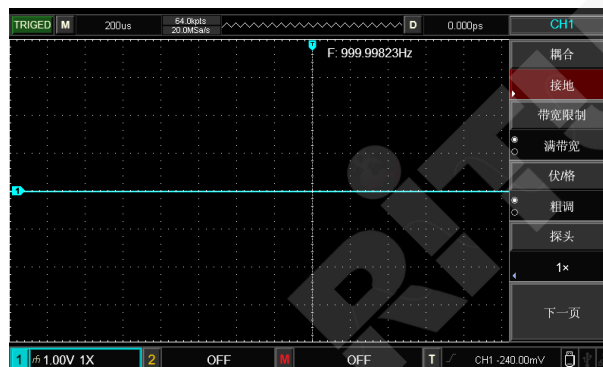 TRIGED M 200us 64.0kpts D 0.000ps CH1
20.0MSa/s
T
F: 999.99823Hz
耦合
接地
带宽限制
满带宽
伏/格
粗调
探头
1×
下一页
1
1 1.00V 1X 2 OFF M OFF T CH1 -240.00mV
RITU